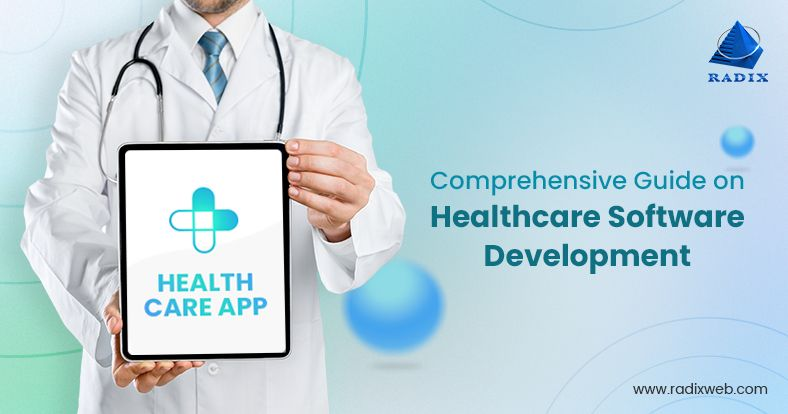 RADIX
Comprehensive Guide on
Healthcare Software
Development
HEALTH
CARE APP
www.radixweb.com